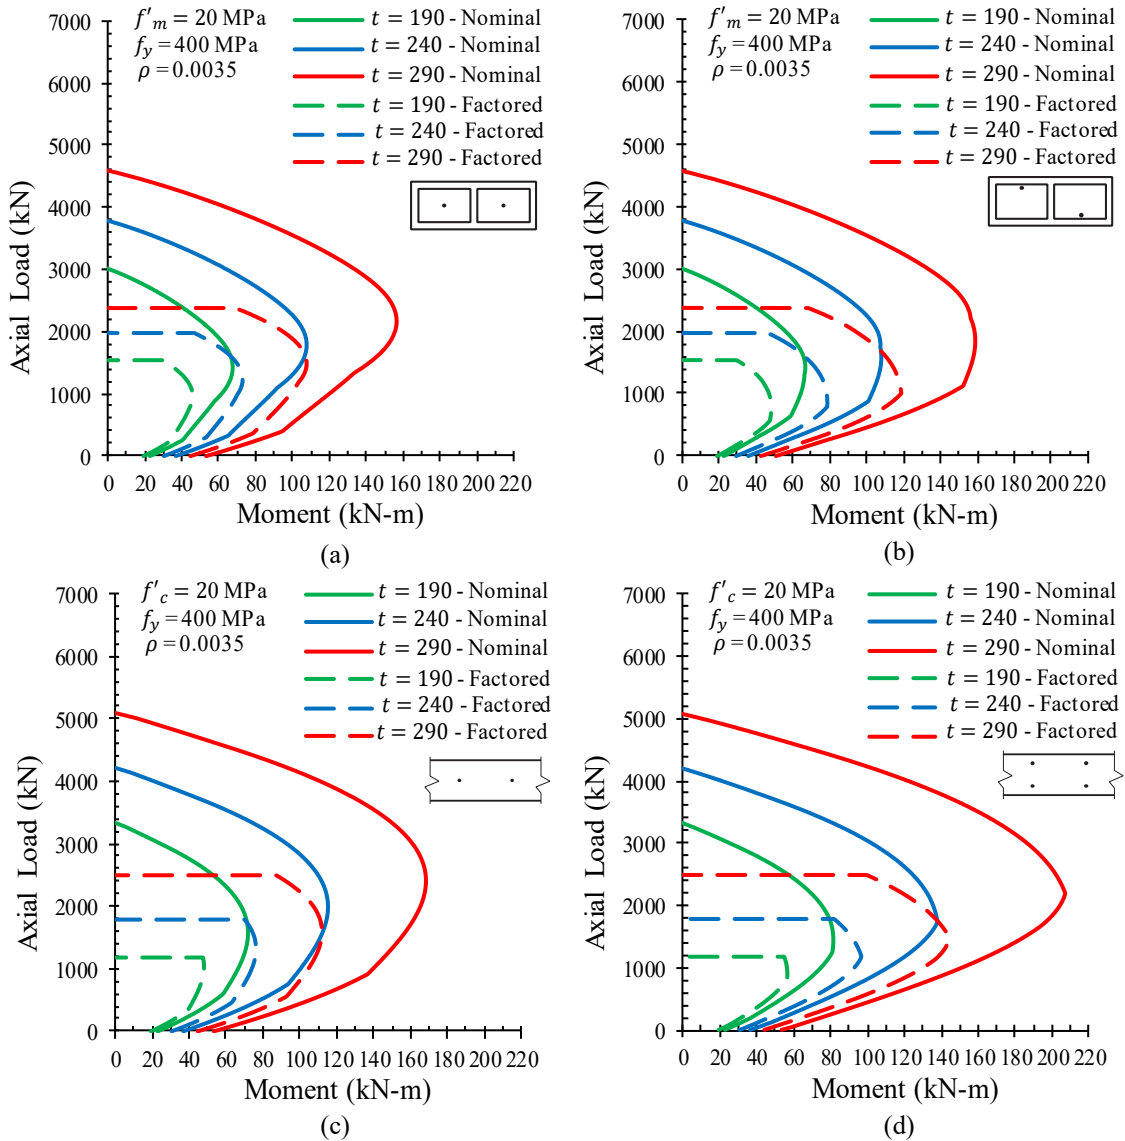 f′m = 20 MPa
fy = 400 MPa
ρ = 0.0035
t = 190 - Nominal
t = 240 - Nominal
t = 290 - Nominal
t = 190 - Factored
t = 240 - Factored
t = 290 - Factored
7000
6000
5000
4000
3000
2000
1000
0
Axial Load (kN)
0 20 40 60 80 100 120 140 160 180 200 220
Moment (kN-m)
(a)
f′m = 20 MPa
fy = 400 MPa
ρ = 0.0035
t = 190 - Nominal
t = 240 - Nominal
t = 290 - Nominal
t = 190 - Factored
t = 240 - Factored
t = 290 - Factored
7000
6000
5000
4000
3000
2000
1000
0
Axial Load (kN)
0 20 40 60 80 100 120 140 160 180 200 220
Moment (kN-m)
(b)
f′c = 20 MPa
fy = 400 MPa
ρ = 0.0035
t = 190 - Nominal
t = 240 - Nominal
t = 290 - Nominal
t = 190 - Factored
t = 240 - Factored
t = 290 - Factored
7000
6000
5000
4000
3000
2000
1000
0
Axial Load (kN)
0 20 40 60 80 100 120 140 160 180 200 220
Moment (kN-m)
(c)
f′c = 20 MPa
fy = 400 MPa
ρ = 0.0035
t = 190 - Nominal
t = 240 - Nominal
t = 290 - Nominal
t = 190 - Factored
t = 240 - Factored
t = 290 - Factored
7000
6000
5000
4000
3000
2000
1000
0
Axial Load (kN)
0 20 40 60 80 100 120 140 160 180 200 220
Moment (kN-m)
(d)